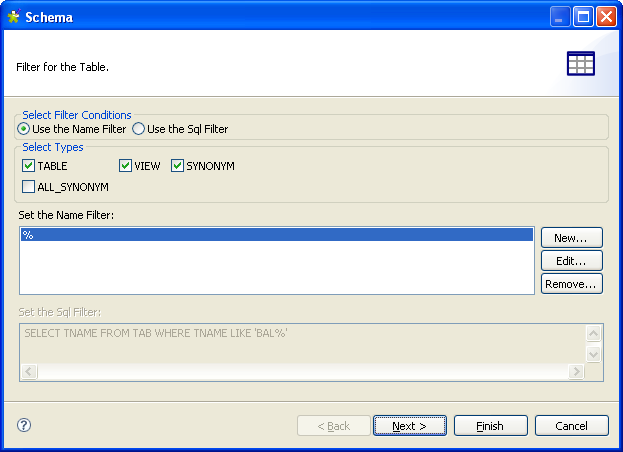 Schema
Filter for the Table.
Select Filter Conditions
Use the Name Filter Use the Sql Filter
Select Types
TABLE VIEW SYNONYM
ALL_SYNONYM
Set the Name Filter:
%
New...
Edit...
Remove...
Set the Sql Filter:
SELECT TNAME FROM TAB WHERE TNAME LIKE 'BAL%'
? < Back Next > Finish Cancel